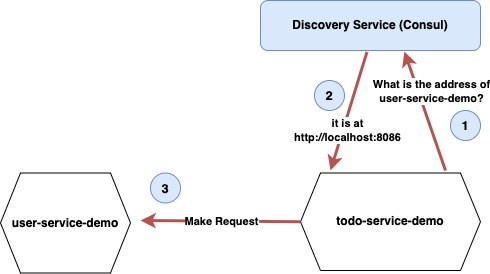 Discovery Service (Consul)
What is the address of
user-service-demo?
1
2
it is at
http://localhost:8086
3
Make Request
user-service-demo
todo-service-demo